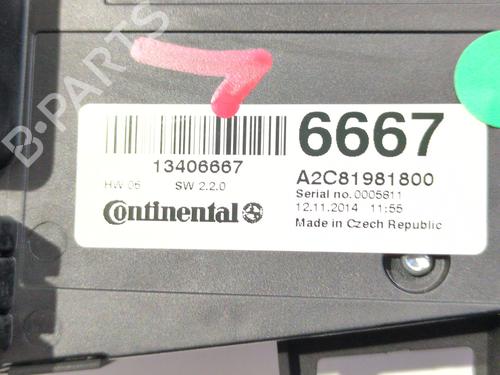 B-PARTS
6667
13406667
A2C81981800
HW 05 SW 2.2.0
Serial no. 0005811
Continental
12.11.2014 11:55
Made in Czech Republic